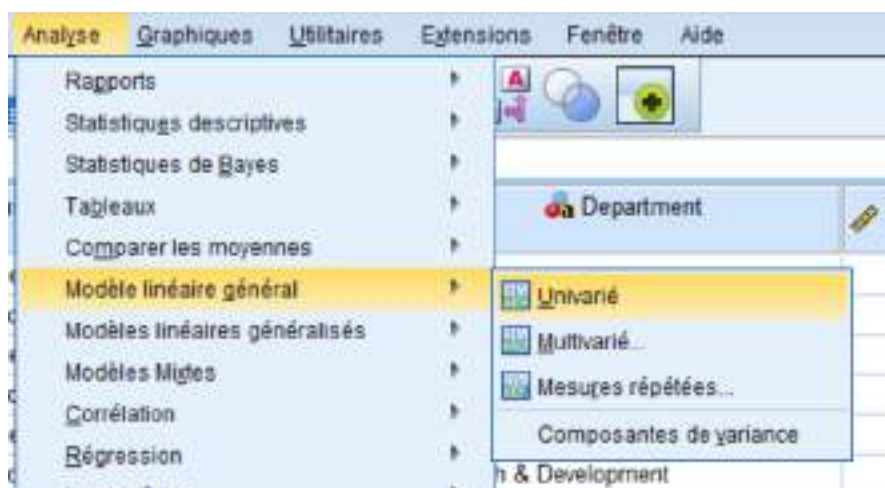 Analyse Graphiques Utilitaires Extensions Fenêtre Aide
Rapports
Statistiques descriptives
Statistiques de Bayes
Tableaux
Comparer les moyennes
Modèle linéaire général
Modèles linéaires généralisés
Modèles Mixtes
Corrélation
Régression
A
a Department
Univarié
Multivarié...
Mesures répétées...
Composantes de variance
h & Development